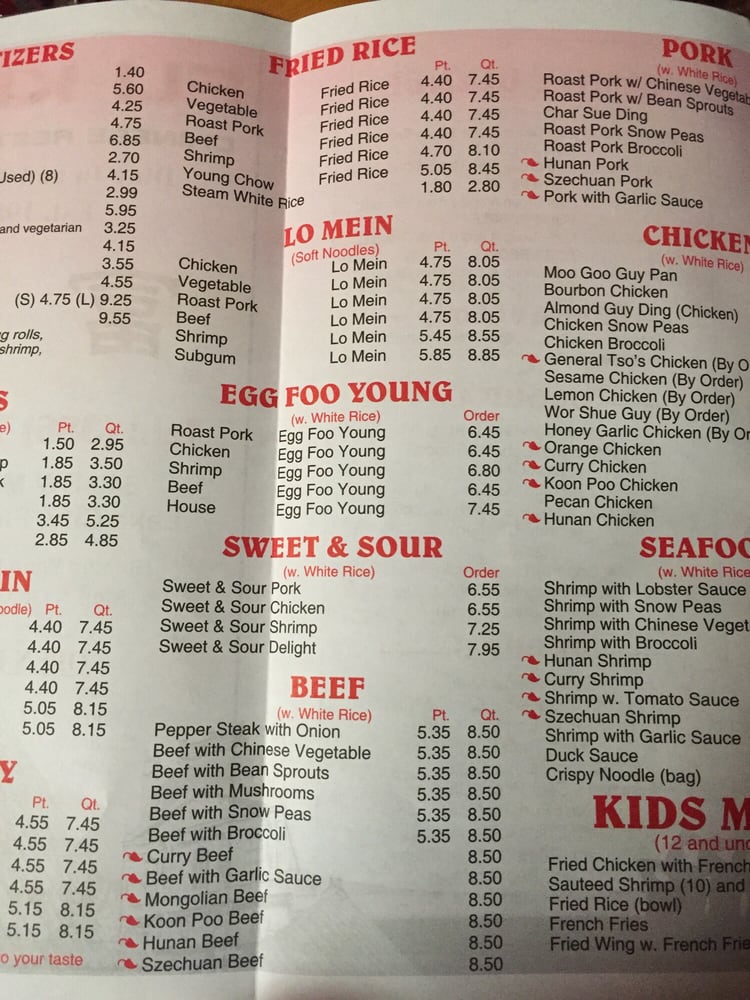 TIZERS
1.40
5.60
4.25
4.75
6.85
2.70
Used) (8) 4.15
2.99
5.95
and vegetarian 3.25
4.15
3.55
4.55
(S) 4.75 (L) 9.25
9.55
g rolls,
shrimp,
S
e) Pt. Qt.
1.50 2.95
p 1.85 3.50
k 1.85 3.30
1.85 3.30
3.45 5.25
2.85 4.85
IN
oodle) Pt. Qt.
4.40 7.45
4.40 7.45
4.40 7.45
4.40 7.45
5.05 8.15
5.05 8.15
Y
Pt. Qt.
4.55 7.45
4.55 7.45
4.55 7.45
4.55 7.45
5.15 8.15
5.15 8.15
o your taste
FRIED RICE
Pt. Qt.
Chicken Fried Rice 4.40 7.45
Vegetable Fried Rice 4.40 7.45
Roast Pork Fried Rice 4.40 7.45
Beef Fried Rice 4.40 7.45
Shrimp Fried Rice 4.70 8.10
Young Chow Fried Rice 5.05 8.45
Steam White Rice 1.80 2.80
LO MEIN
(Soft Noodles) Pt. Qt.
Chicken Lo Mein 4.75 8.05
Vegetable Lo Mein 4.75 8.05
Roast Pork Lo Mein 4.75 8.05
Beef Lo Mein 4.75 8.05
Shrimp Lo Mein 5.45 8.55
Subgum Lo Mein 5.85 8.85
EGG FOO YOUNG
(w. White Rice) Order
Roast Pork Egg Foo Young 6.45
Chicken Egg Foo Young 6.45
Shrimp Egg Foo Young 6.80
Beef Egg Foo Young 6.45
House Egg Foo Young 7.45
SWEET & SOUR
(w. White Rice) Order
Sweet & Sour Pork 6.55
Sweet & Sour Chicken 6.55
Sweet & Sour Shrimp 7.25
Sweet & Sour Delight 7.95
BEEF
(w. White Rice) Pt. Qt.
Pepper Steak with Onion 5.35 8.50
Beef with Chinese Vegetable 5.35 8.50
Beef with Bean Sprouts 5.35 8.50
Beef with Mushrooms 5.35 8.50
Beef with Snow Peas 5.35 8.50
Beef with Broccoli 5.35 8.50
Curry Beef 8.50
Beef with Garlic Sauce 8.50
Mongolian Beef 8.50
Koon Poo Beef 8.50
Hunan Beef 8.50
Szechuan Beef 8.50
PORK
(w. White Rice)
Roast Pork w/ Chinese Vegetab
Roast Pork w/ Bean Sprouts
Char Sue Ding
Roast Pork Snow Peas
Roast Pork Broccoli
Hunan Pork
Szechuan Pork
Pork with Garlic Sauce
CHICKEN
(w. White Rice)
Moo Goo Guy Pan
Bourbon Chicken
Almond Guy Ding (Chicken)
Chicken Snow Peas
Chicken Broccoli
General Tso's Chicken (By O
Sesame Chicken (By Order)
Lemon Chicken (By Order)
Wor Shue Guy (By Order)
Honey Garlic Chicken (By Or
Orange Chicken
Curry Chicken
Koon Poo Chicken
Pecan Chicken
Hunan Chicken
SEAFOO
(w. White Rice
Shrimp with Lobster Sauce
Shrimp with Snow Peas
Shrimp with Chinese Veget
Shrimp with Broccoli
Hunan Shrimp
Curry Shrimp
Shrimp w. Tomato Sauce
Szechuan Shrimp
Shrimp with Garlic Sauce
Duck Sauce
Crispy Noodle (bag)
KIDS M
(12 and und
Fried Chicken with French
Sauteed Shrimp (10) and
Fried Rice (bowl)
French Fries
Fried Wing w. French Frie